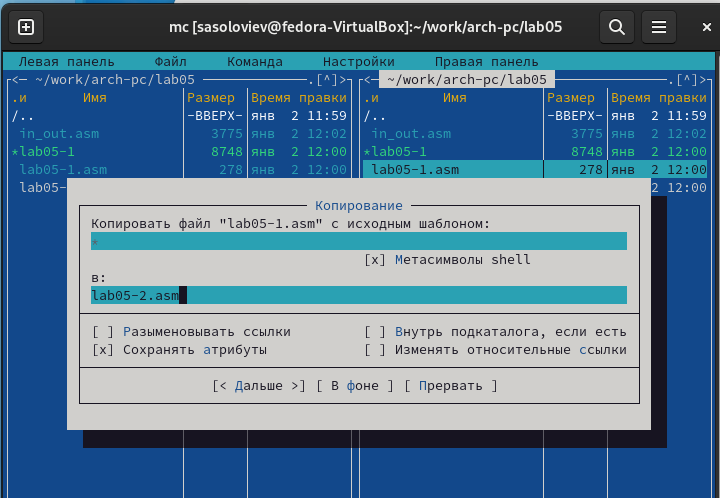 mc [sasoloviev@fedora-VirtualBox]:~/work/arch-pc/lab05
Левая панель Файл Команда Настройки Правая панель
<— ~/work/arch-pc/lab05 .[^]> <— ~/work/arch-pc/lab05 .[^]>
.и Имя Размер Время правки .и Имя Размер Время правки
/.. -ВВЕРХ- янв 2 11:59 /.. -ВВЕРХ- янв 2 11:59
in_out.asm 3775 янв 2 12:02 in_out.asm 3775 янв 2 12:02
*lab05-1 8748 янв 2 12:00 *lab05-1 8748 янв 2 12:00
lab05-1.asm 278 янв 2 12:00 lab05-1.asm 278 янв 2 12:00
lab05- 2 12:00
Копирование
Копировать файл "lab05-1.asm" с исходным шаблоном:
*
[x] Метасимволы shell
в:
lab05-2.asm
[ ] Разыменовывать ссылки [ ] Внутрь подкаталога, если есть
[x] Сохранять атрибуты [ ] Изменять относительные ссылки
[< Дальше >] [ В фоне ] [ Прервать ]